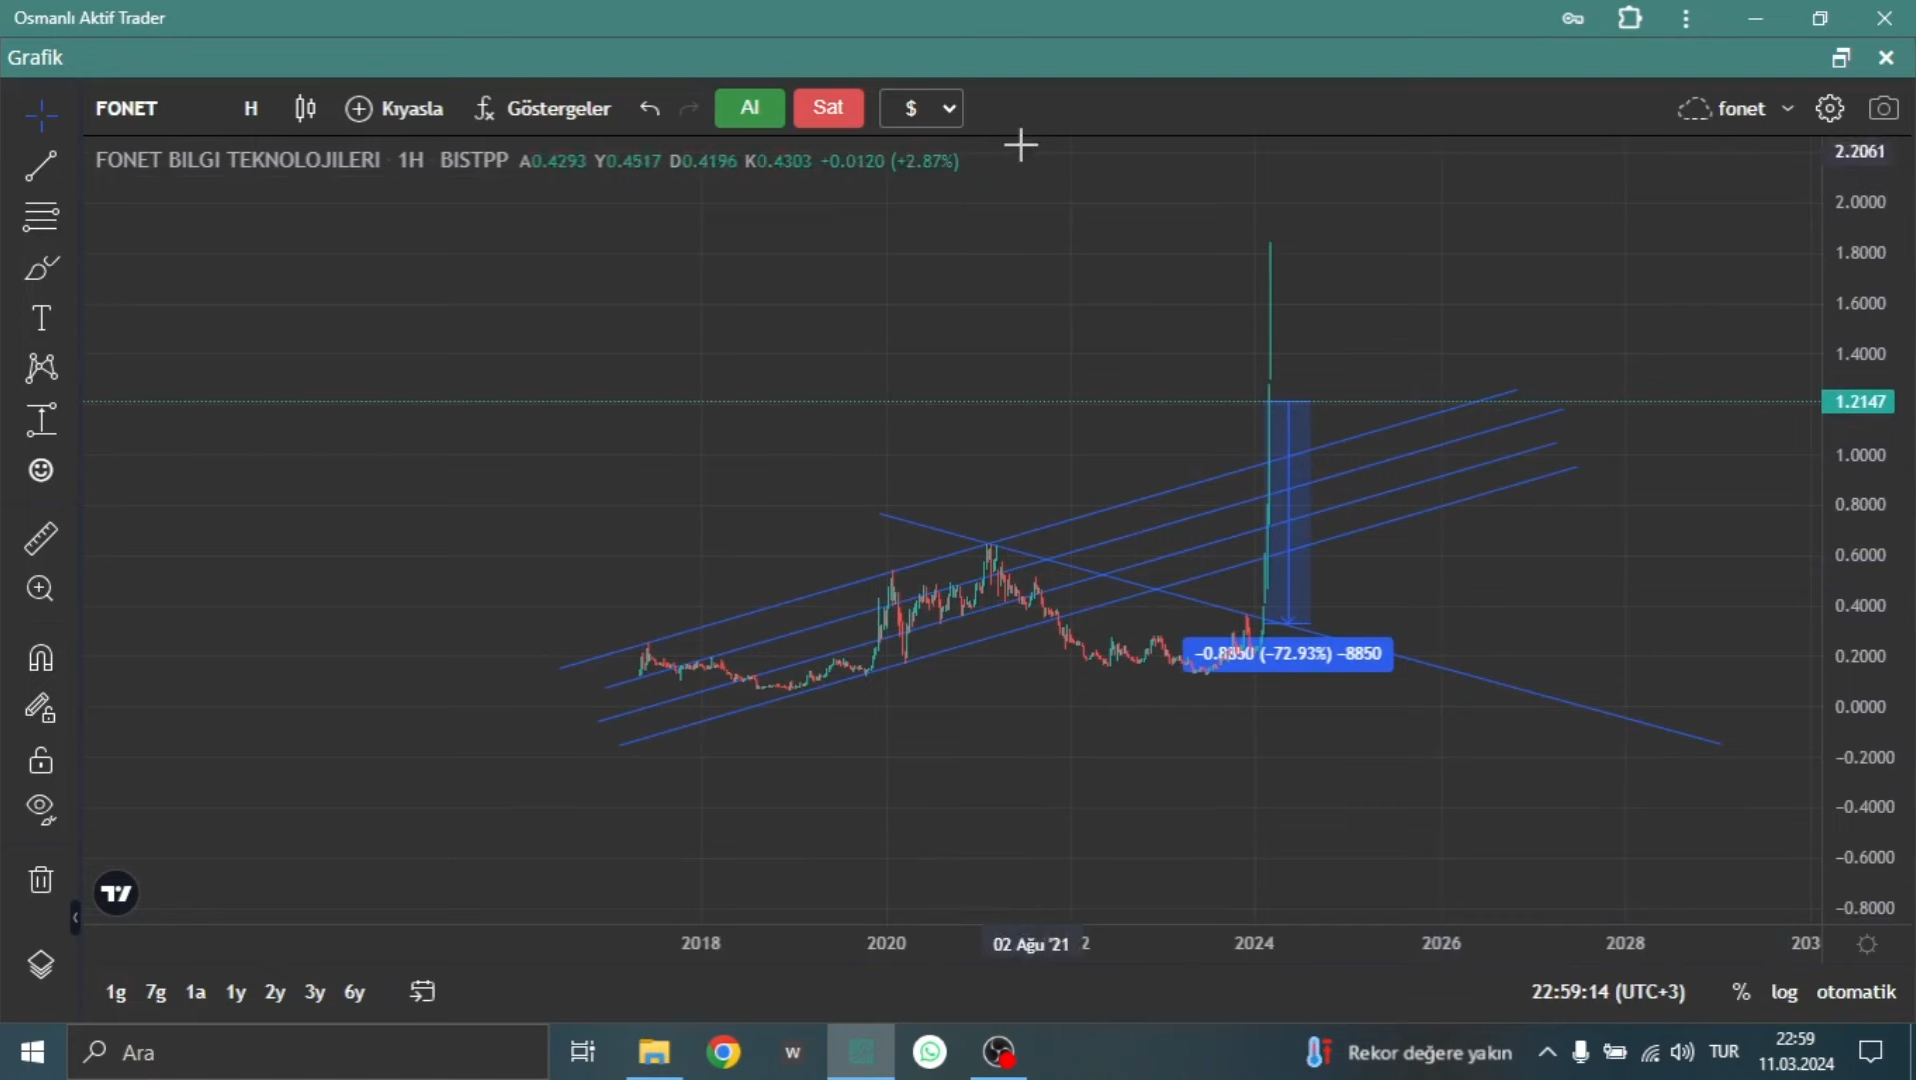 Osmanlı Aktif Trader
Grafik
FONET H Kıyasla Göstergeler Al Sat $ fonet
FONET BILGI TEKNOLOJILERI 1H BISTPP A0.4293 Y0.4517 D0.4196 K0.4303 +0.0120 (+2.87%)
2.2061
2.0000
1.8000
1.6000
1.4000
1.2147
1.0000
0.8000
0.6000
0.4000
−0.8850 (−72.93%) −8850
0.2000
0.0000
−0.2000
−0.4000
−0.6000
−0.8000
2018 2020 02 Ağu '21 2 2024 2026 2028 203
1g 7g 1a 1y 2y 3y 6y 22:59:14 (UTC+3) % log otomatik
Ara W Rekor değere yakın TUR 22:59
11.03.2024